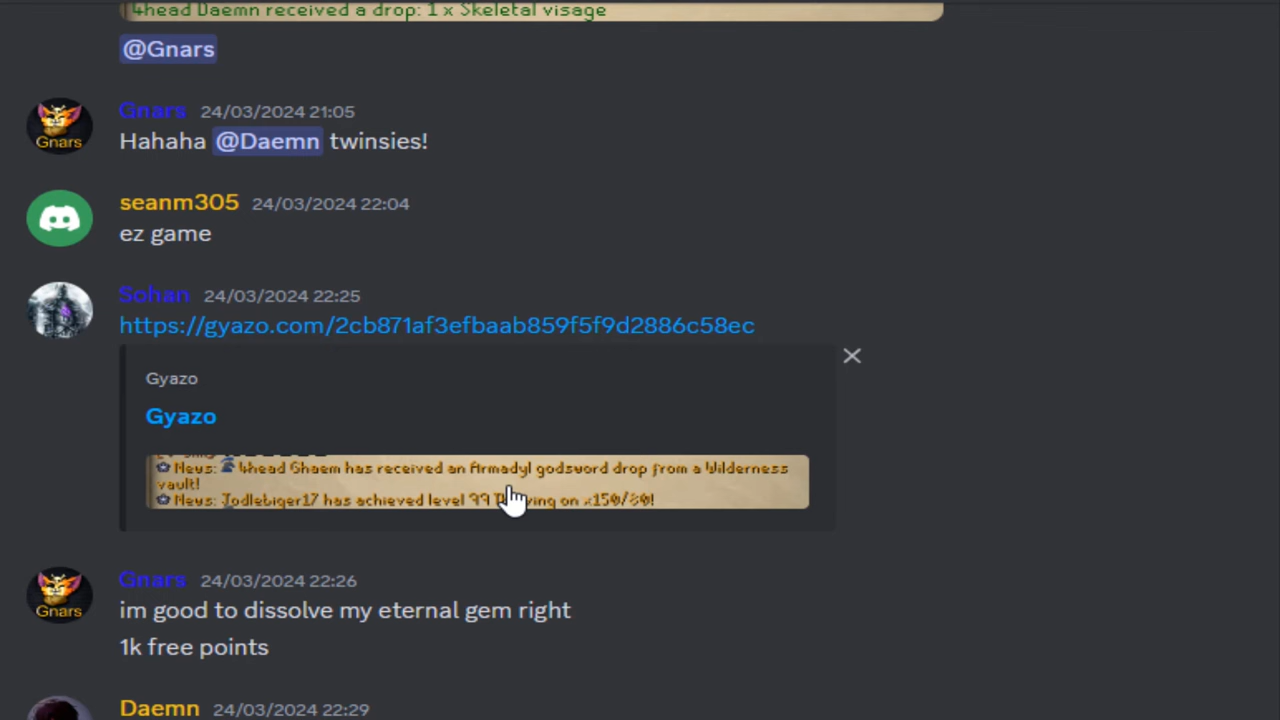 4head Daemn received a drop: 1 x Skeletal visage
@Gnars
Gnars 24/03/2024 21:05
Gnars
Hahaha @Daemn twinsies!
seanm305 24/03/2024 22:04
ez game
Sohan 24/03/2024 22:25
https://gyazo.com/2cb871af3efbaab859f5f9d2886c58ec
Gyazo
Gyazo
News: 4head Shaem has received an Armadyl godsword drop from a Wilderness
vault!
News: Jodlebiger17 has achieved level 99 on x150/80!
Gnars 24/03/2024 22:26
Gnars
im good to dissolve my eternal gem right
1k free points
Daemn 24/03/2024 22:29